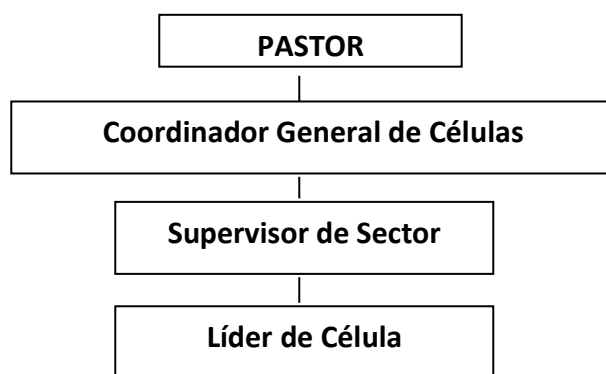 PASTOR
Coordinador General de Células
Supervisor de Sector
Líder de Célula